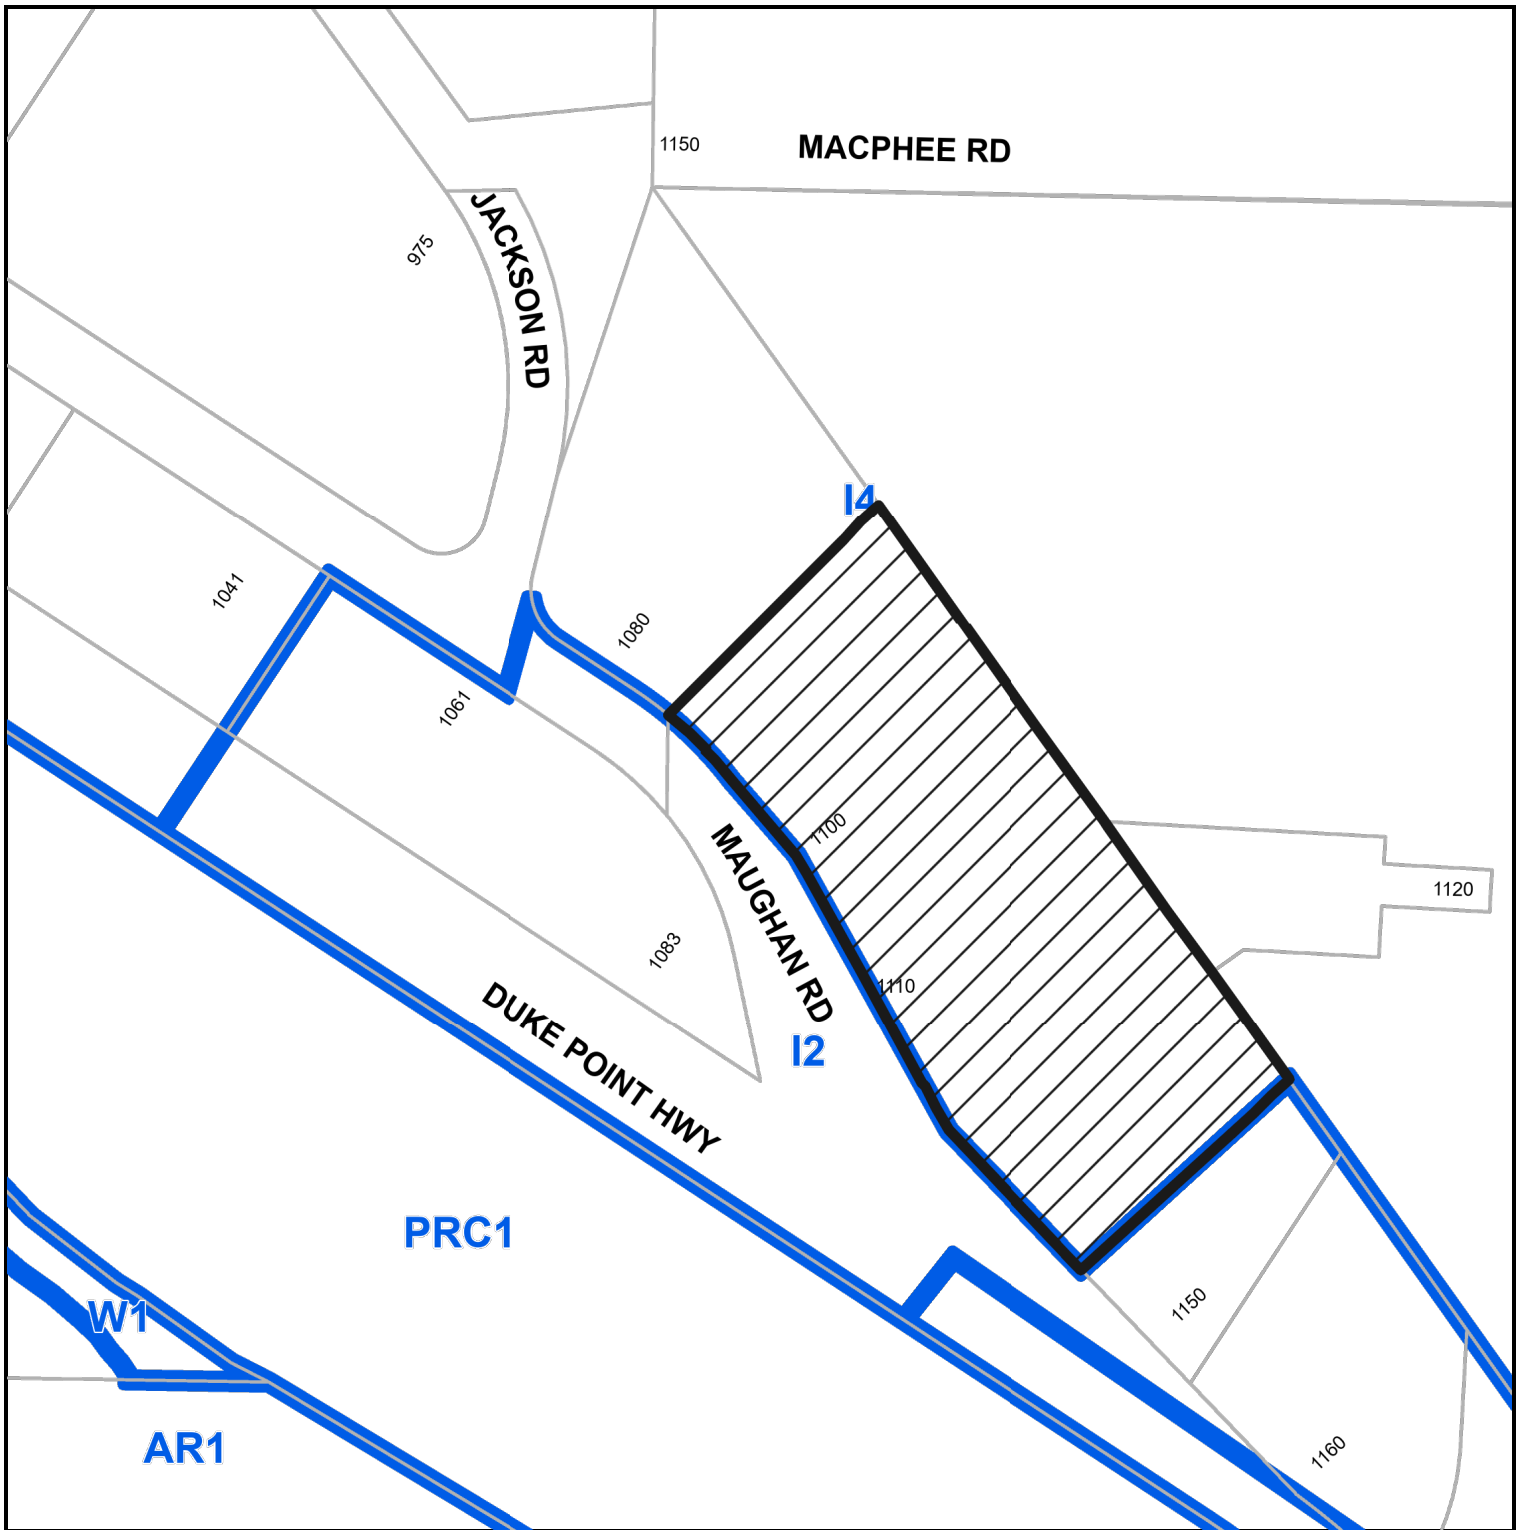 1150
MACPHEE RD
JACKSON RD
975
I4
1041
1080
1061
1100
MAUGHAN RD
1120
1083
1110
DUKE POINT HWY
I2
PRC1
W1
1150
AR1
1160